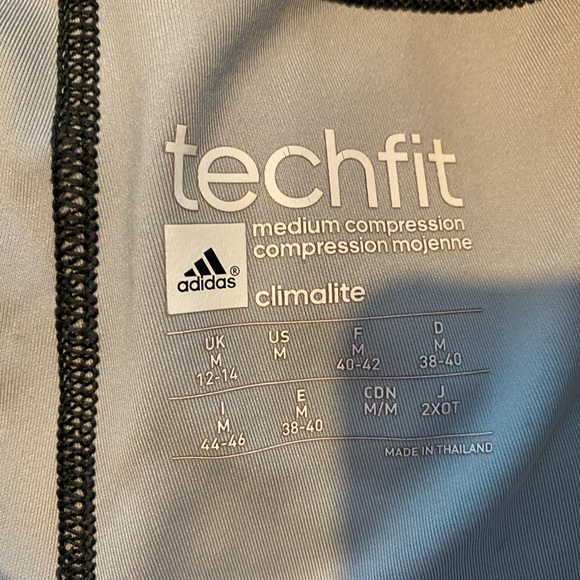 techfit
medium compression
compression mojenne
adidas®
climalite
UK US F D
M M M M
12-14 40-42 38-40
I E CDN J
M M M/M 2XOT
44-46 38-40
MADE IN THAILAND